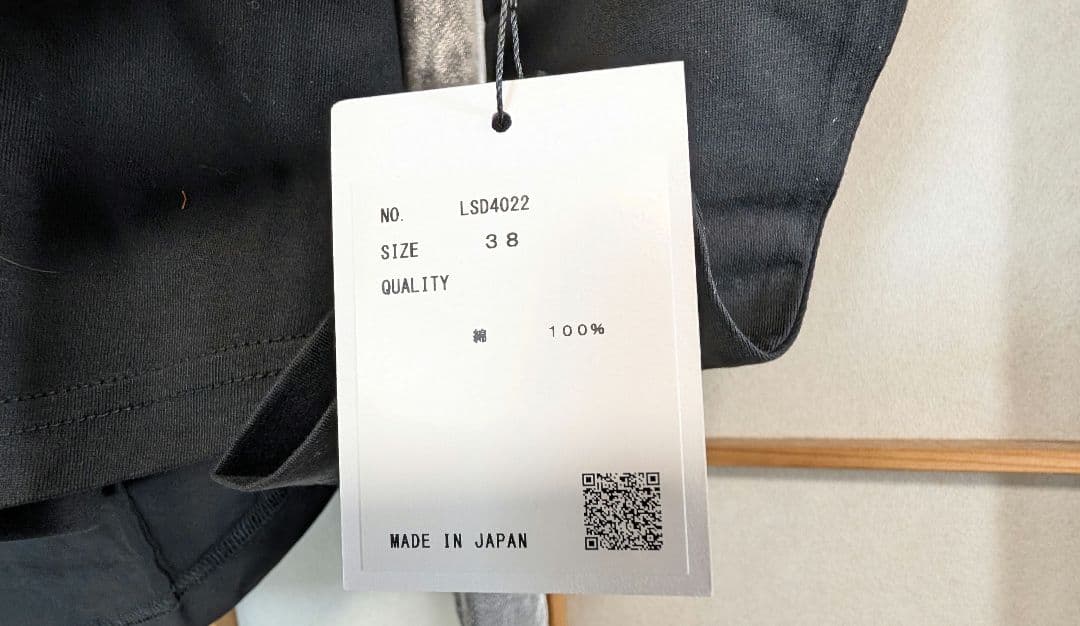 NO. LSD4022
SIZE 38
QUALITY
綿 100%
MADE IN JAPAN